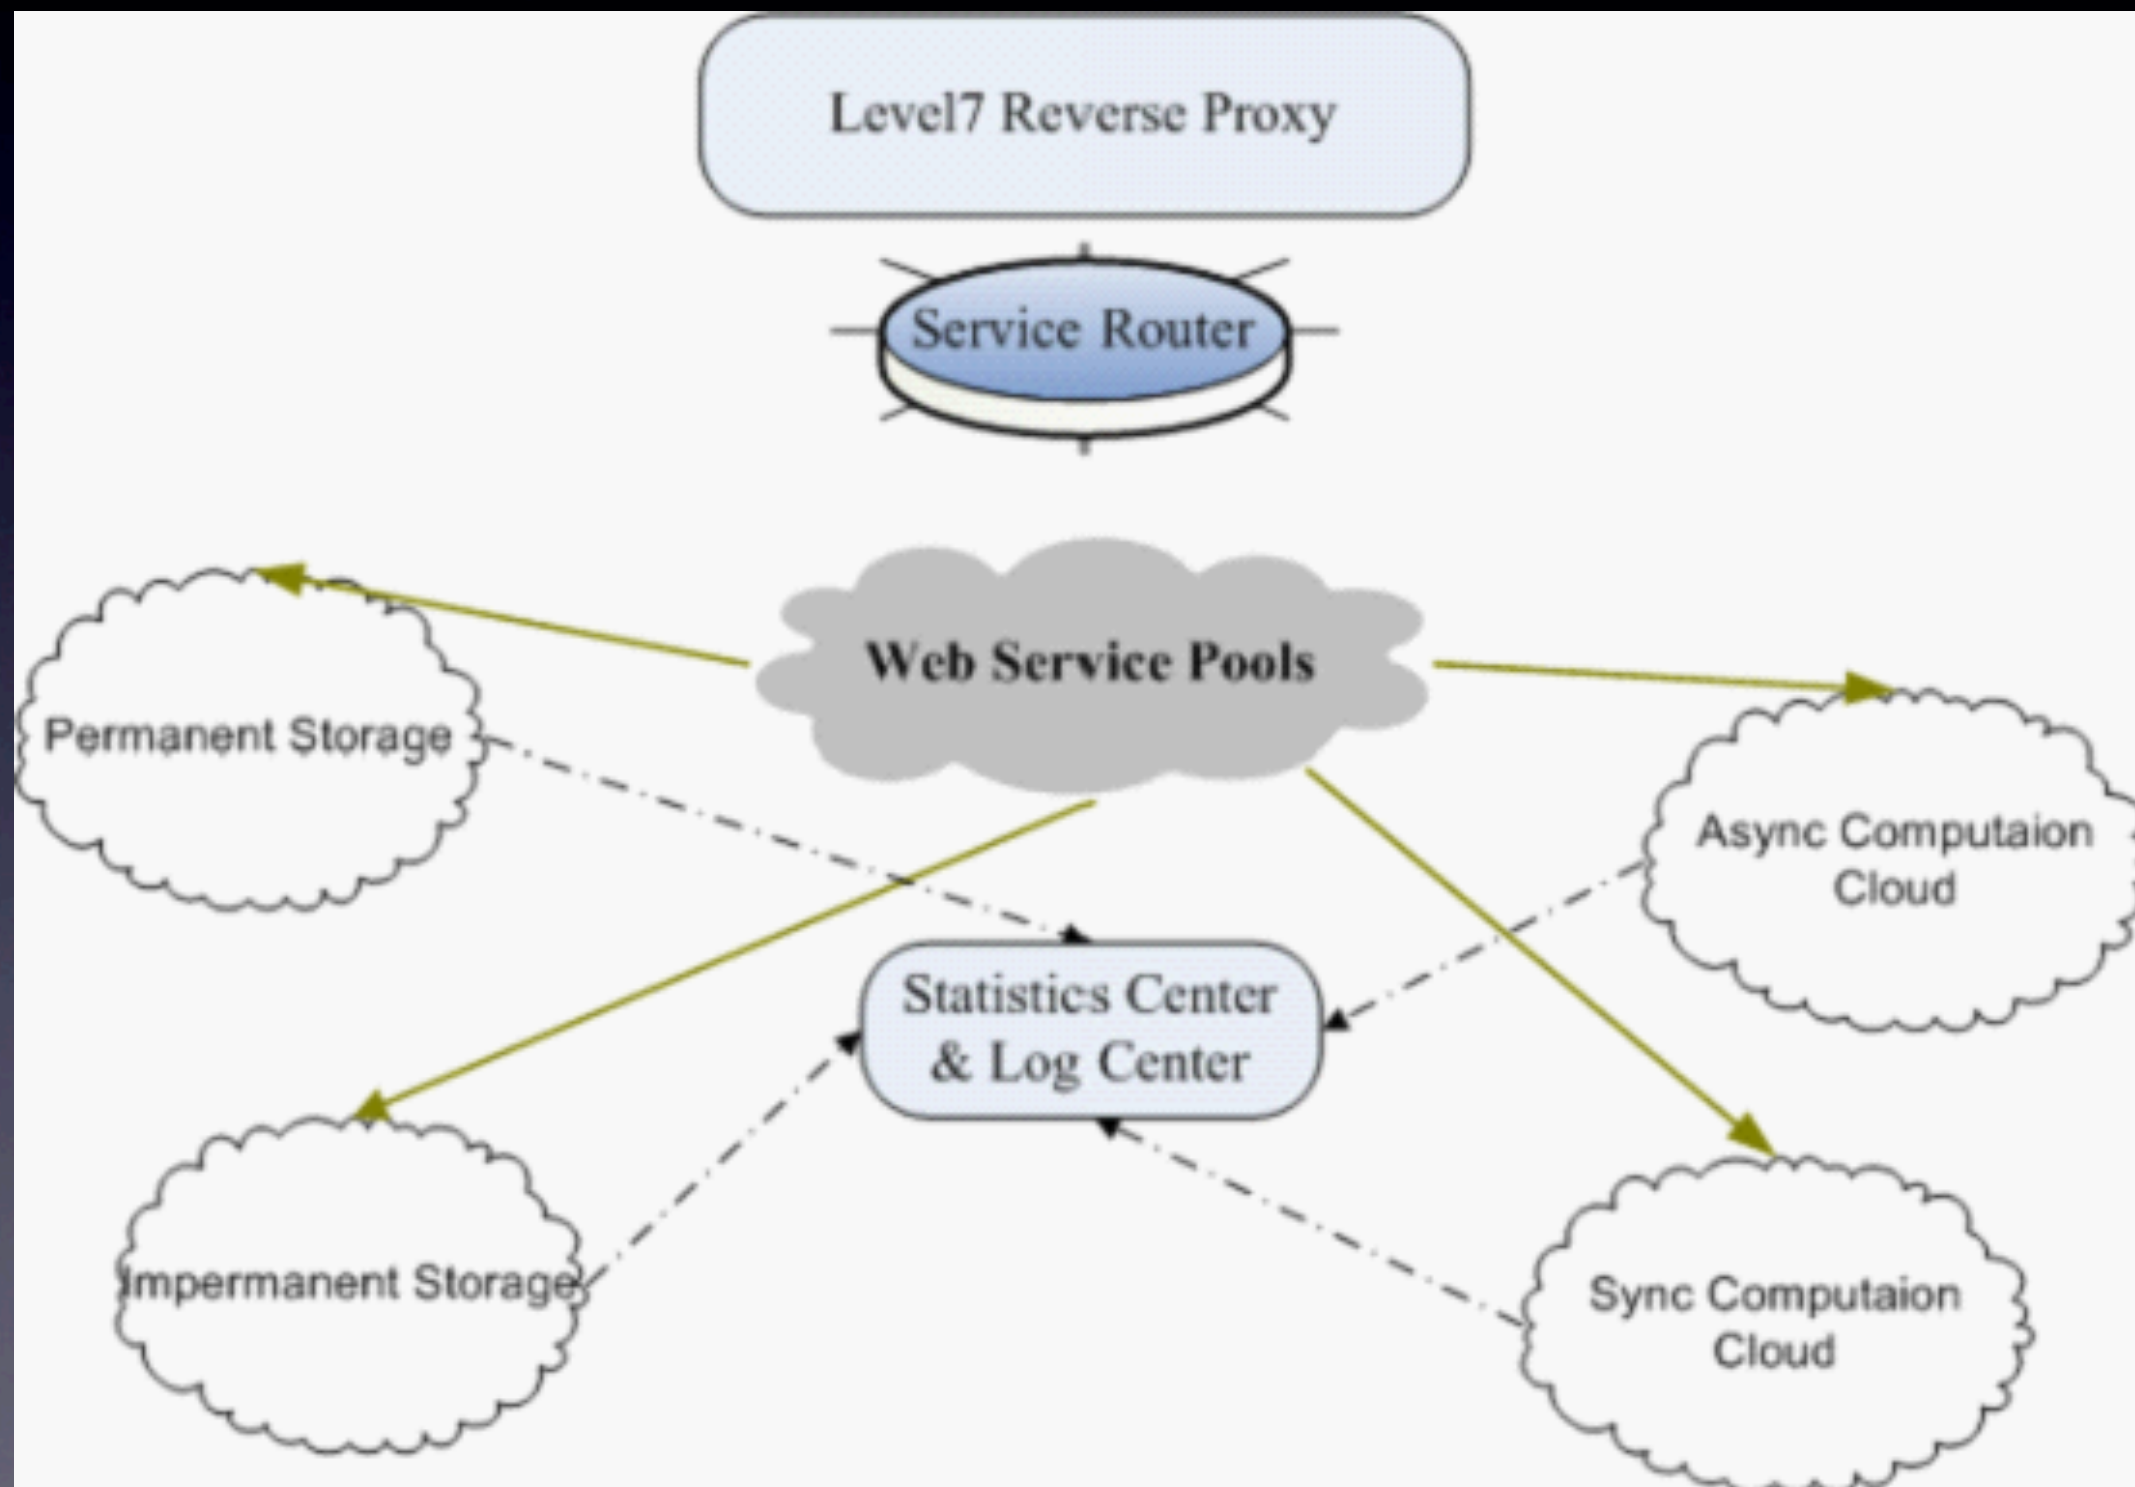 Level7 Reverse Proxy
Service Router
Web Service Pools
Permanent Storage
Async Computaion
Cloud
Statistics Center
& Log Center
Impermanent Storage
Sync Computaion
Cloud